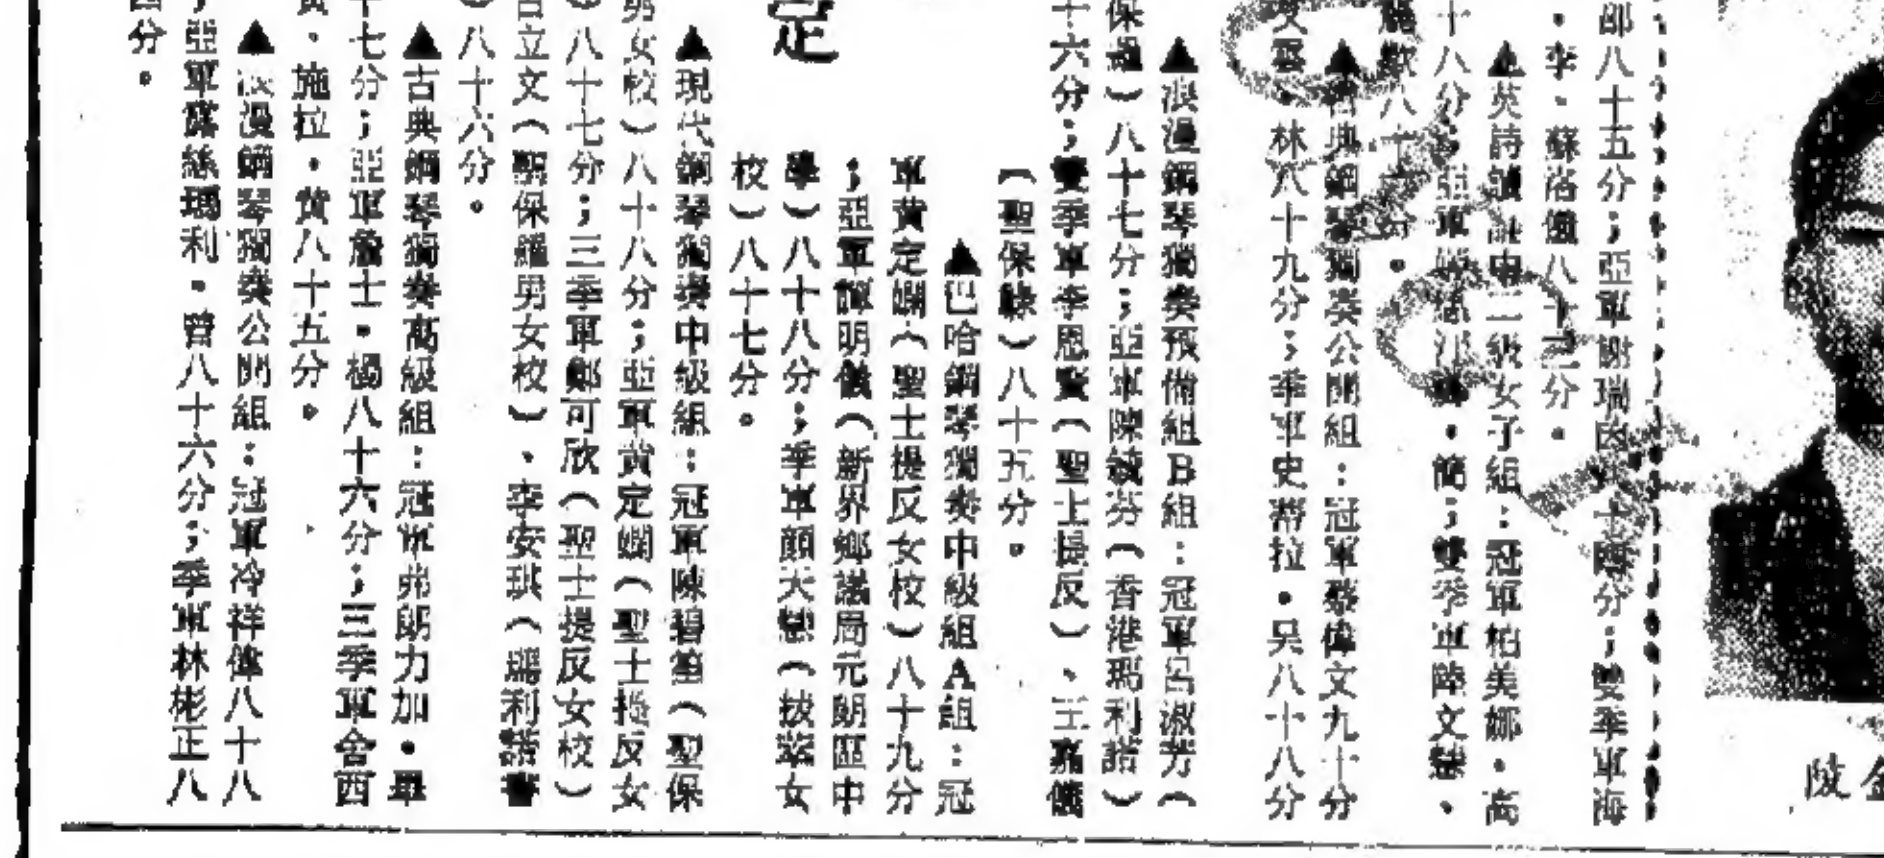 金陵
邵八十五分；亞軍謝瑞 分；雙季軍海
・李・蘇 儀八十 分。
▲英詩 中二級女子組：冠軍柏美娜・高
十八分 亞軍 ・簡；雙季軍陸文慧、
八十 分。
典鋼琴獨奏公開組：冠軍黎偉文九十分
・林八十九分；季軍史 拉・吳八十八分
▲浪漫鋼琴獨奏預備組B組：冠軍呂淑芳（
保祿）八十七分；亞軍陳毓芬（香港瑪利諾）
十六分；雙季軍李恩賢（聖士提反）、王嘉儀
（聖保祿）八十五分。
▲巴哈鋼琴獨奏中級組A組：冠
軍黃定嫻（聖士提反女校）八十九分
；亞軍譚明儀（新界鄉議局元朗區中
學）八十八分；季軍顏天慧（拔萃女
校）八十七分。
定
▲現代鋼琴獨奏中級組：冠軍陳碧 （聖保
男女校）八十八分；亞軍黃定嫻（聖士提反女
）八十七分；三季軍鄭可欣（聖士提反女校）
立文（聖保羅男女校）、李安琪（瑪利諾書
）八十六分。
▲古典鋼琴獨奏高級組：冠軍弗朗力加・畢
十七分；亞軍詹士・楊八十六分；三季軍舍西
・施拉・黃八十五分。
▲浪漫鋼琴獨奏公開組：冠軍冷祥偉八十八
；亞軍露絲瑪利・曾八十六分；季軍林彬正八
四分。